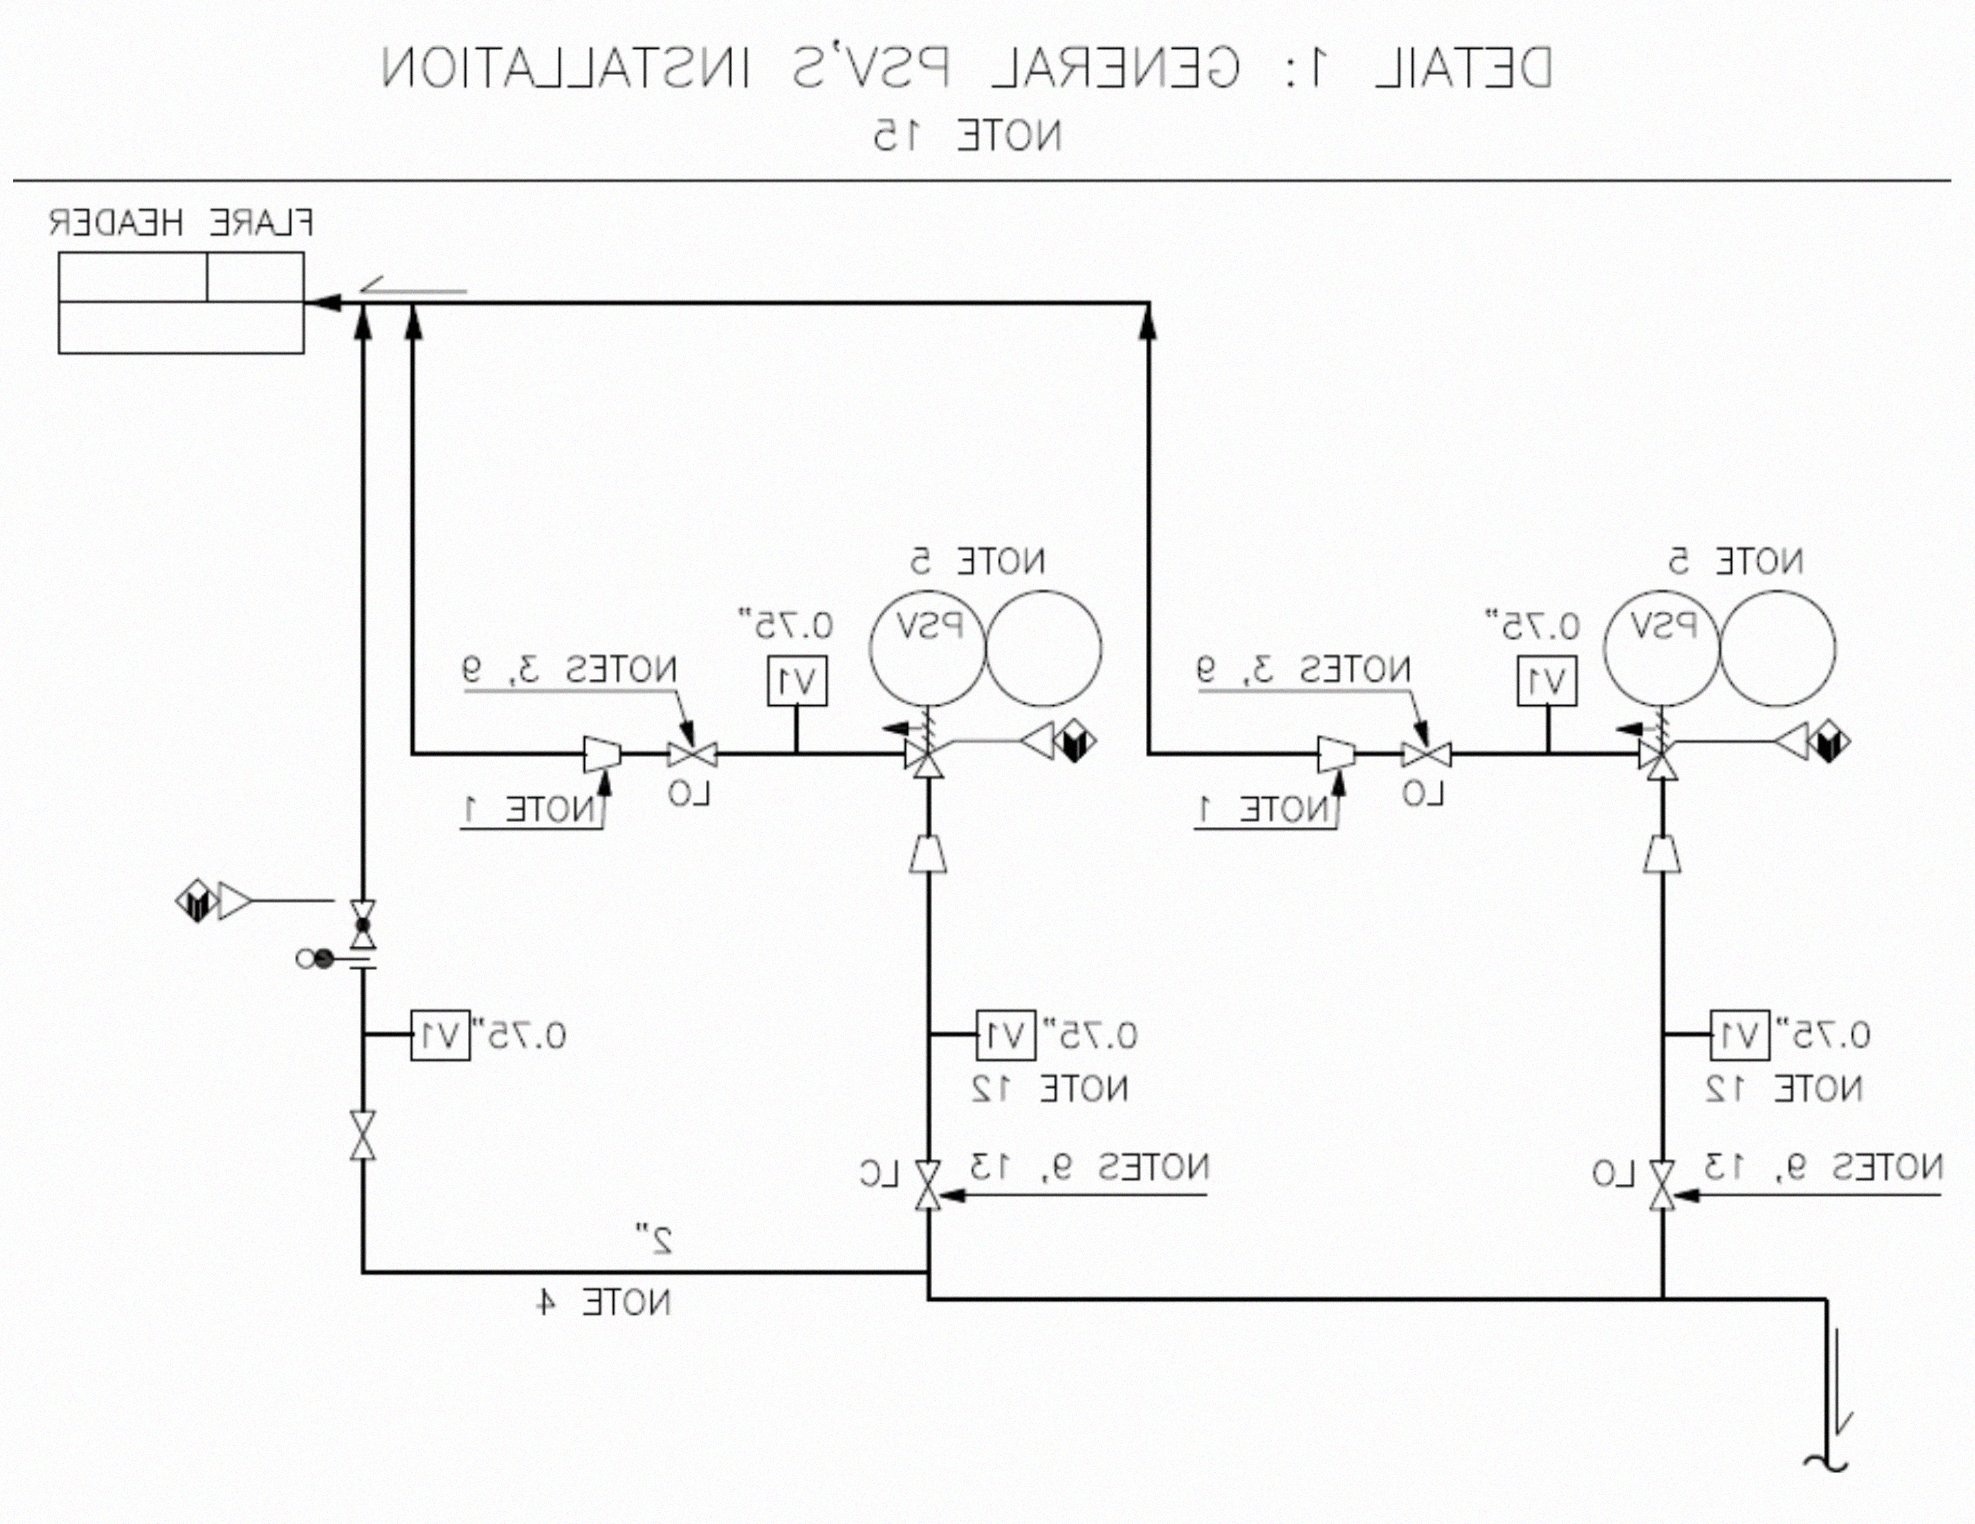 DETAIL 1: GENERAL PSV'S INSTALLATION
NOTE 15
FLARE HEADER
NOTE 5
NOTE 5
PSV
0.75"
PSV
0.75"
NOTES 3, 9
V1
NOTES 3, 9
V1
LO
NOTE 1
LO
NOTE 1
0.75"
V1
0.75"
V1
V1
0.75"
NOTE 12
NOTE 12
NOTES 9, 13
LO
NOTES 9, 13
LC
2"
NOTE 4